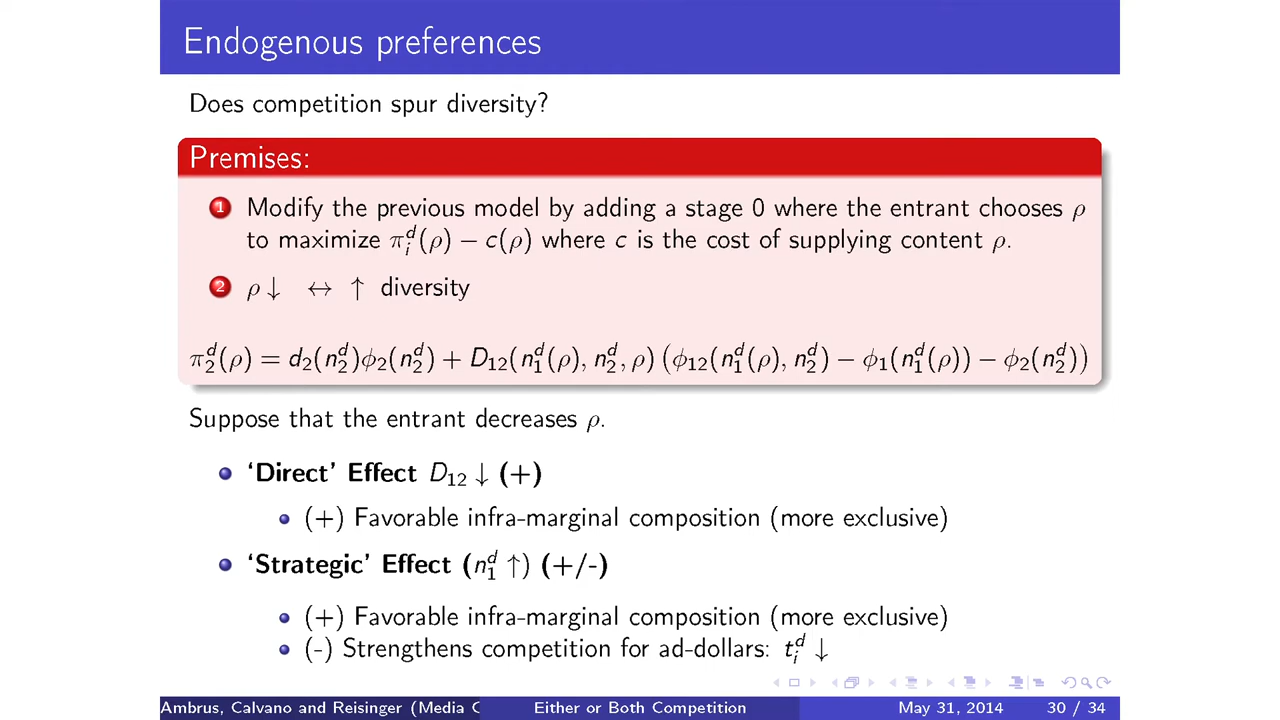 Endogenous preferences
Does competition spur diversity?
Premises:
1 Modify the previous model by adding a stage 0 where the entrant chooses ρ
to maximize π_i^d(ρ) − c(ρ) where c is the cost of supplying content ρ.
2 ρ ↓ ↔ ↑ diversity
π_2^d(ρ) = d_2(n_2^d)ϕ_2(n_2^d) + D_12(n_1^d(ρ), n_2^d, ρ) (ϕ_12(n_1^d(ρ), n_2^d) − ϕ_1(n_1^d(ρ)) − ϕ_2(n_2^d))
Suppose that the entrant decreases ρ.
‘Direct’ Effect D_12 ↓ (+)
(+) Favorable infra-marginal composition (more exclusive)
‘Strategic’ Effect (n_1^d ↑) (+/-)
(+) Favorable infra-marginal composition (more exclusive)
(-) Strengthens competition for ad-dollars: t_i^d ↓
Ambrus, Calvano and Reisinger (Media C Either or Both Competition May 31, 2014 30 / 34